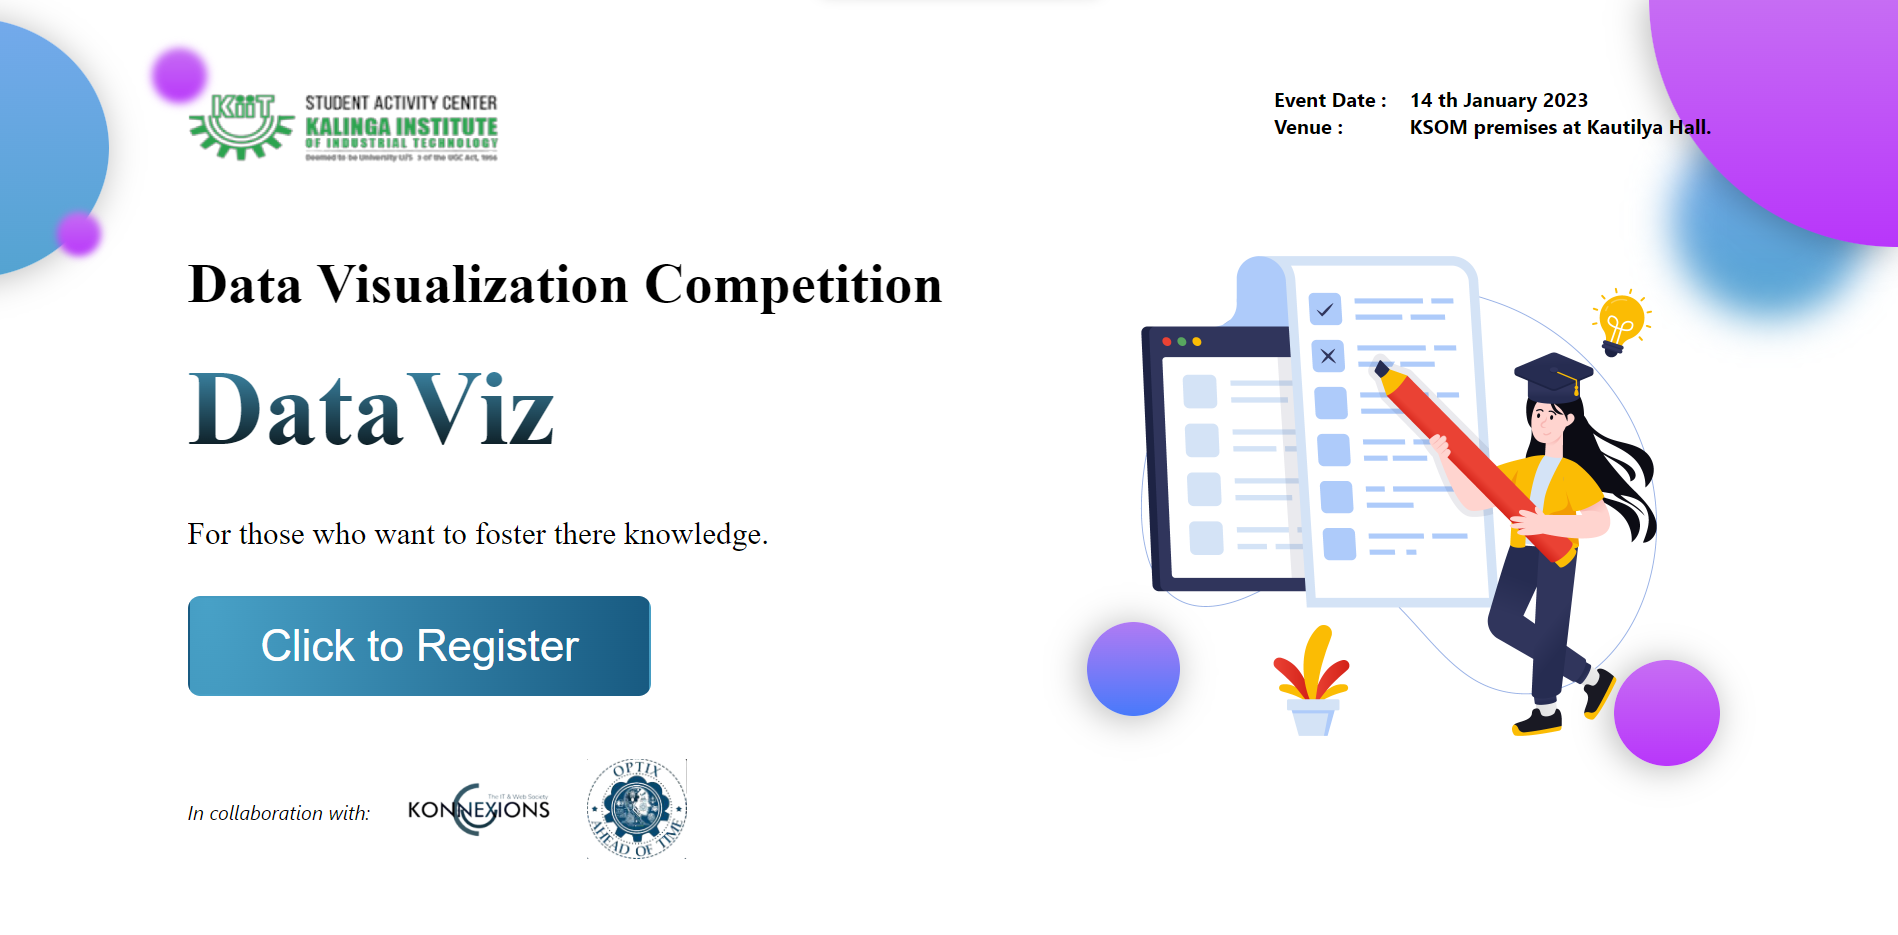 KiiT
STUDENT ACTIVITY CENTER
KALINGA INSTITUTE
OF INDUSTRIAL TECHNOLOGY
Deemed to be University U/S 3 of the UGC Act, 1956
Event Date : 14 th January 2023
Venue : KSOM premises at Kautilya Hall.
Data Visualization Competition
DataViz
For those who want to foster there knowledge.
Click to Register
In collaboration with:
The IT & Web Society
KONNEXIONS
OPTIX
AHEAD OF TIME